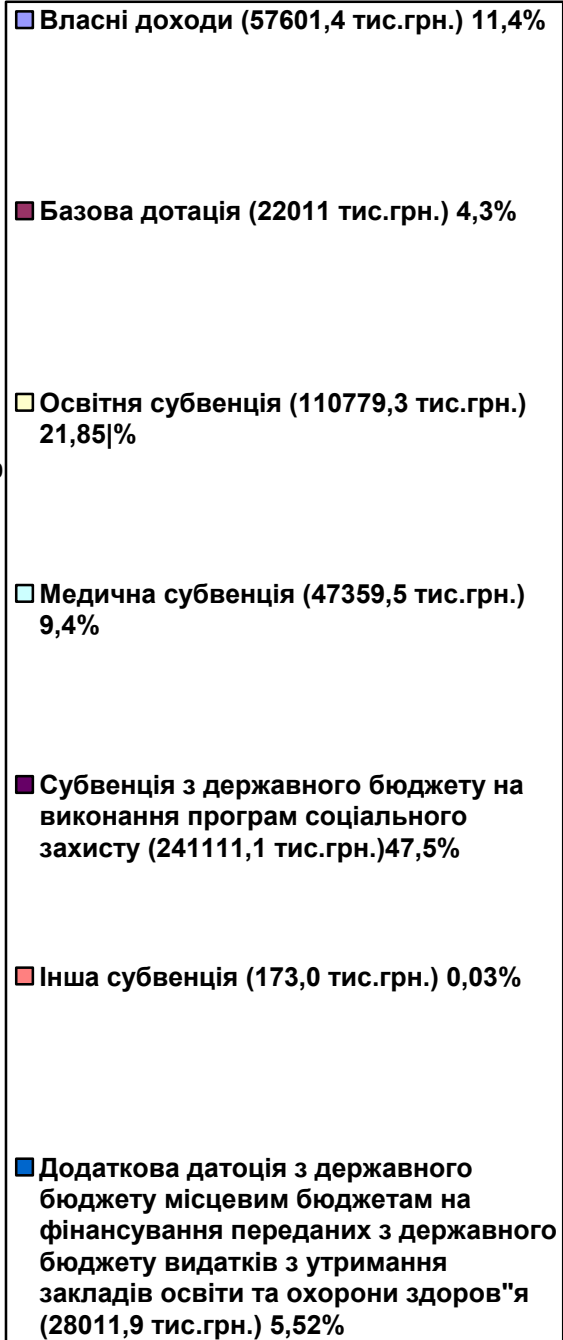 Власні доходи (57601,4 тис.грн.) 11,4%
Базова дотація (22011 тис.грн.) 4,3%
Освітня субвенція (110779,3 тис.грн.)
21,85|%
Медична субвенція (47359,5 тис.грн.)
9,4%
Субвенція з державного бюджету на
виконання програм соціального
захисту (241111,1 тис.грн.)47,5%
Інша субвенція (173,0 тис.грн.) 0,03%
Додаткова датоція з державного
бюджету місцевим бюджетам на
фінансування переданих з державного
бюджету видатків з утримання
закладів освіти та охорони здоров"я
(28011,9 тис.грн.) 5,52%